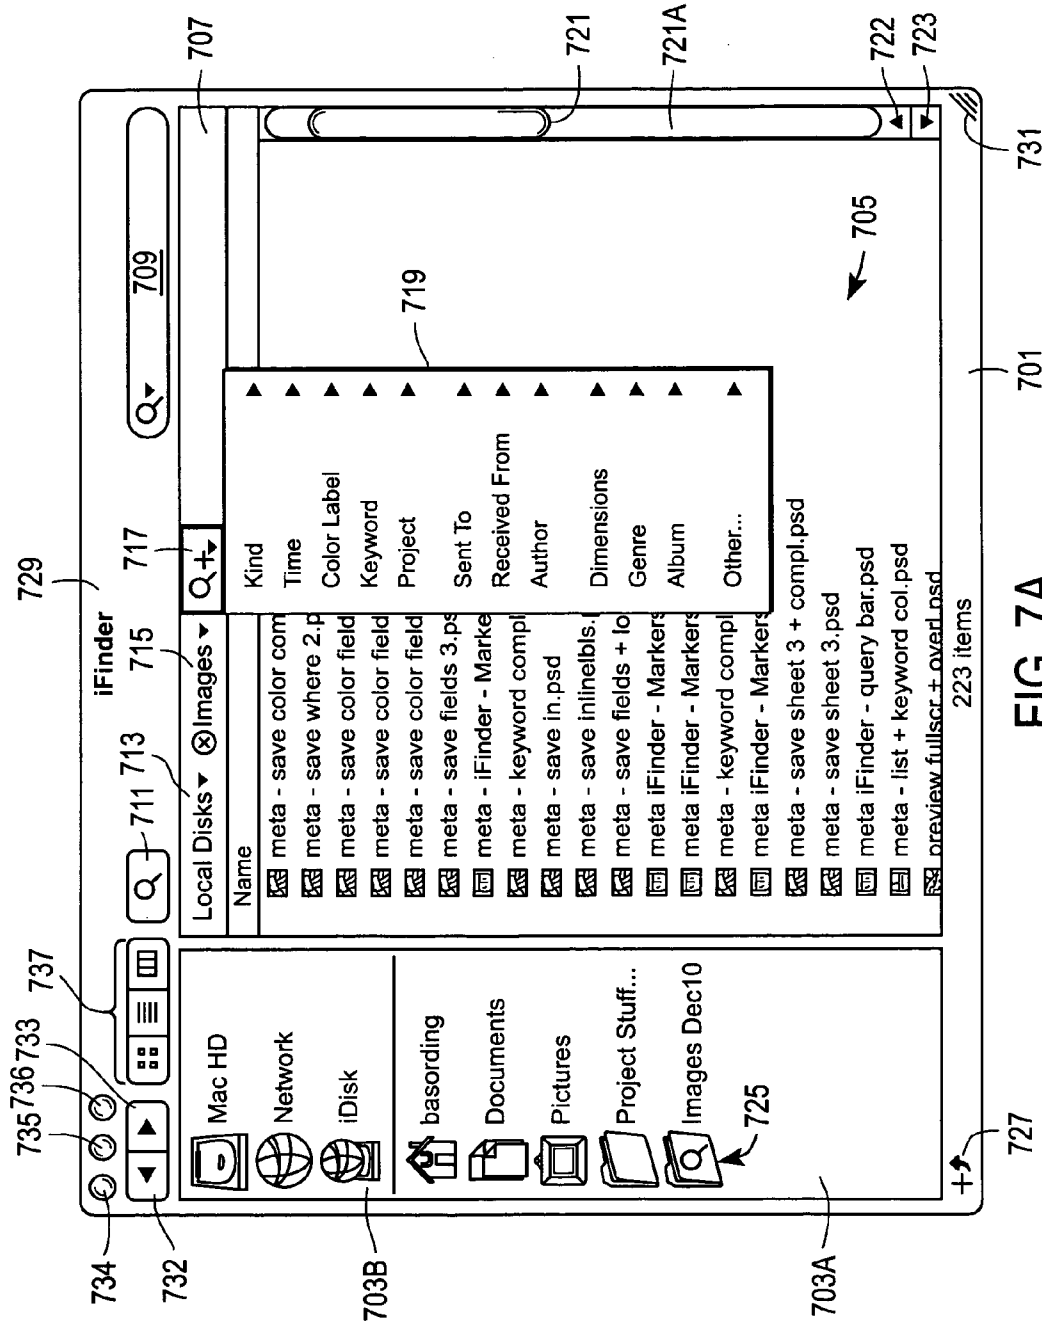 729
iFinder
734
735
736
733
737
711
713
715
717
707
732
709
Local Disks
Images
Name
Mac HD
Network
iDisk
basording
Documents
Pictures
Project Stuff...
Images Dec10
725
703B
703A
727
meta - save color com
meta - save where 2.p
meta - save color field
meta - save color field
meta - save color field
meta - save fields 3.ps
meta - iFinder - Marke
meta - keyword compl
meta - save in.psd
meta - save inlinelbls.
meta - save fields + lo
meta iFinder - Markers
meta iFinder - Markers
meta - keyword compl
meta iFinder - Markers
meta - save sheet 3 + compl.psd
meta - save sheet 3.psd
meta iFinder - query bar.psd
meta - list + keyword col.psd
preview fullscr + overl.psd
Kind
Time
Color Label
Keyword
Project
Sent To
Received From
Author
Dimensions
Genre
Album
Other...
719
721
721A
722
723
705
731
701
223 items
FIG. 7A